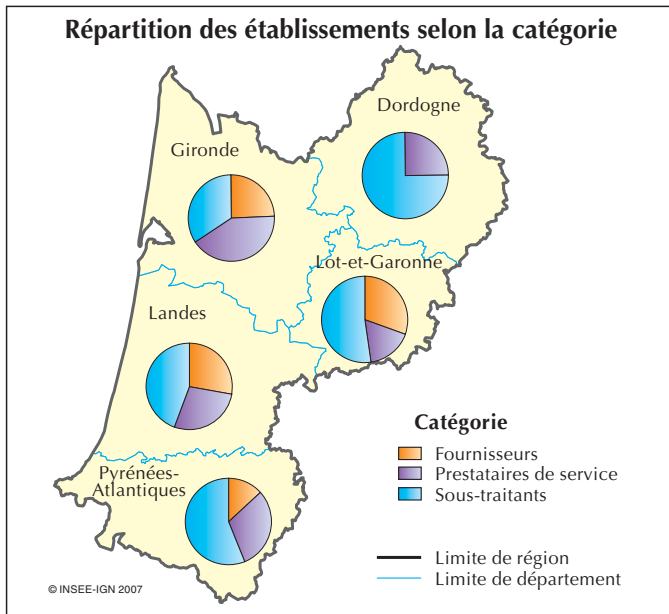 Répartition des établissements selon la catégorie
Dordogne
Gironde
Lot-et-Garonne
Landes
Pyrénées-
Atlantiques
Catégorie
Fournisseurs
Prestataires de service
Sous-traitants
Limite de région
Limite de département
© INSEE-IGN 2007